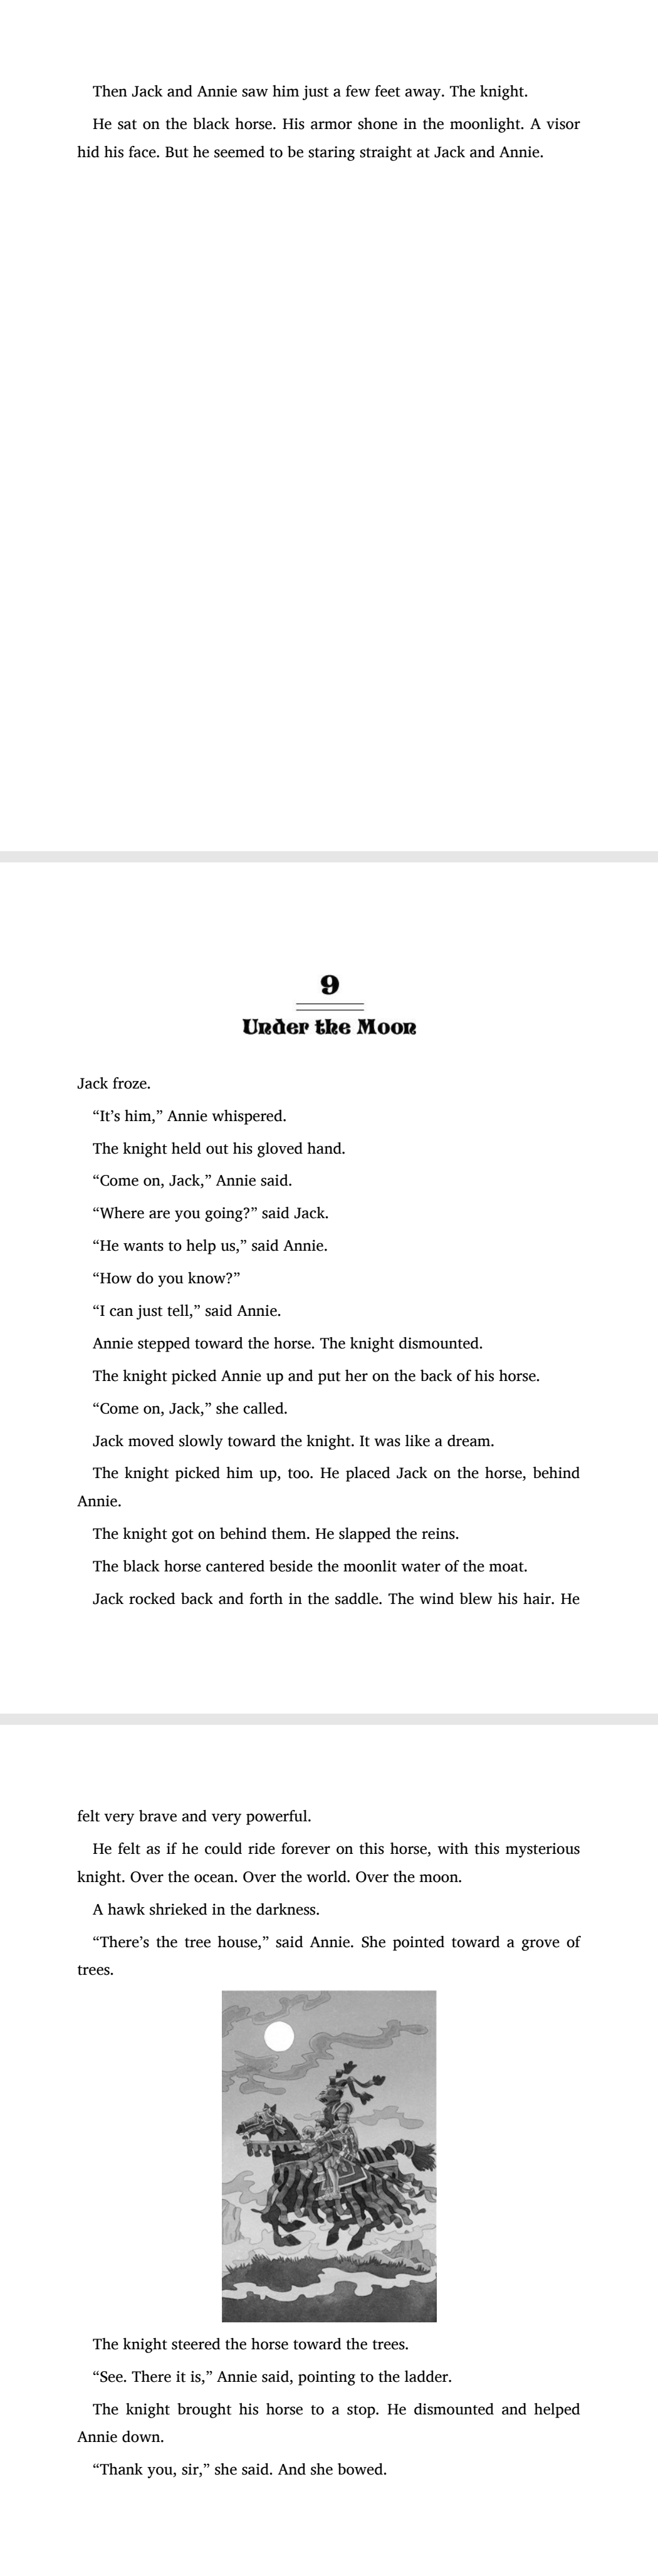 Then Jack and Annie saw him just a few feet away. The knight.
He sat on the black horse. His armor shone in the moonlight. A visor
hid his face. But he seemed to be staring straight at Jack and Annie.
9
Under the Moon
Jack froze.
“It’s him,” Annie whispered.
The knight held out his gloved hand.
“Come on, Jack,” Annie said.
“Where are you going?” said Jack.
“He wants to help us,” said Annie.
“How do you know?”
“I can just tell,” said Annie.
Annie stepped toward the horse. The knight dismounted.
The knight picked Annie up and put her on the back of his horse.
“Come on, Jack,” she called.
Jack moved slowly toward the knight. It was like a dream.
The knight picked him up, too. He placed Jack on the horse, behind
Annie.
The knight got on behind them. He slapped the reins.
The black horse cantered beside the moonlit water of the moat.
Jack rocked back and forth in the saddle. The wind blew his hair. He
felt very brave and very powerful.
He felt as if he could ride forever on this horse, with this mysterious
knight. Over the ocean. Over the world. Over the moon.
A hawk shrieked in the darkness.
“There’s the tree house,” said Annie. She pointed toward a grove of
trees.
The knight steered the horse toward the trees.
“See. There it is,” Annie said, pointing to the ladder.
The knight brought his horse to a stop. He dismounted and helped
Annie down.
“Thank you, sir,” she said. And she bowed.